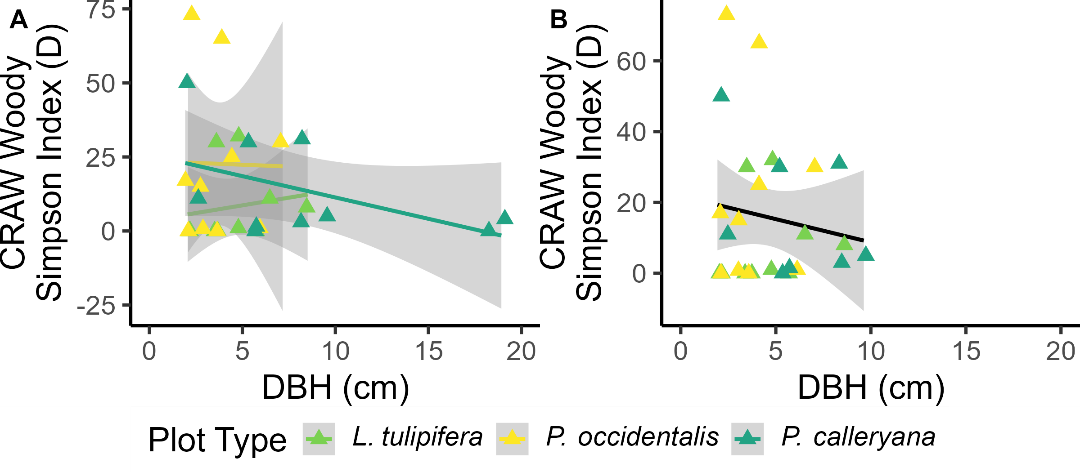 A
CRAW Woody
Simpson Index (D)
75
50
25
0
-25
0 5 10 15 20
DBH (cm)
B
CRAW Woody
Simpson Index (D)
60
40
20
0
0 5 10 15 20
DBH (cm)
Plot Type L. tulipifera P. occidentalis P. calleryana